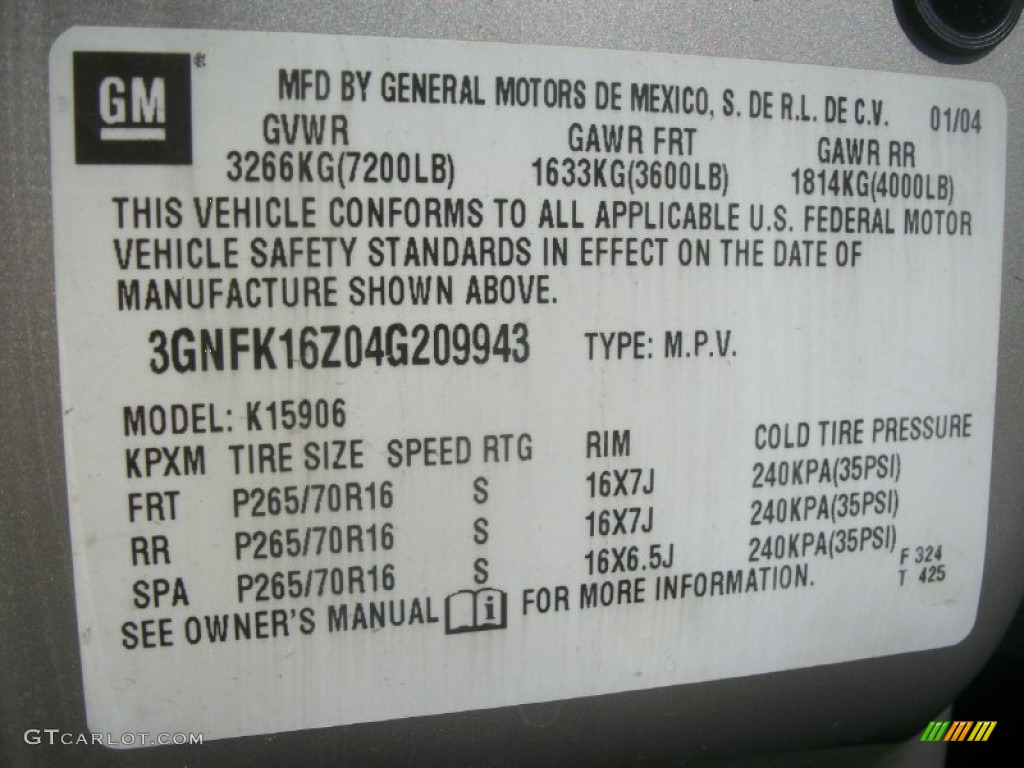 GM®
MFD BY GENERAL MOTORS DE MEXICO, S. DE R.L. DE C.V. 01/04
GVWR GAWR FRT GAWR RR
3266KG(7200LB) 1633KG(3600LB) 1814KG(4000LB)
THIS VEHICLE CONFORMS TO ALL APPLICABLE U.S. FEDERAL MOTOR
VEHICLE SAFETY STANDARDS IN EFFECT ON THE DATE OF
MANUFACTURE SHOWN ABOVE.
3GNFK16Z04G209943 TYPE: M.P.V.
MODEL: K15906
KPXM TIRE SIZE SPEED RTG RIM COLD TIRE PRESSURE
FRT P265/70R16 S 16X7J 240KPA(35PSI)
RR P265/70R16 S 16X7J 240KPA(35PSI)
SPA P265/70R16 S 16X6.5J 240KPA(35PSI)
F 324
T 425
SEE OWNER'S MANUAL i FOR MORE INFORMATION.
GTCARLOT.COM